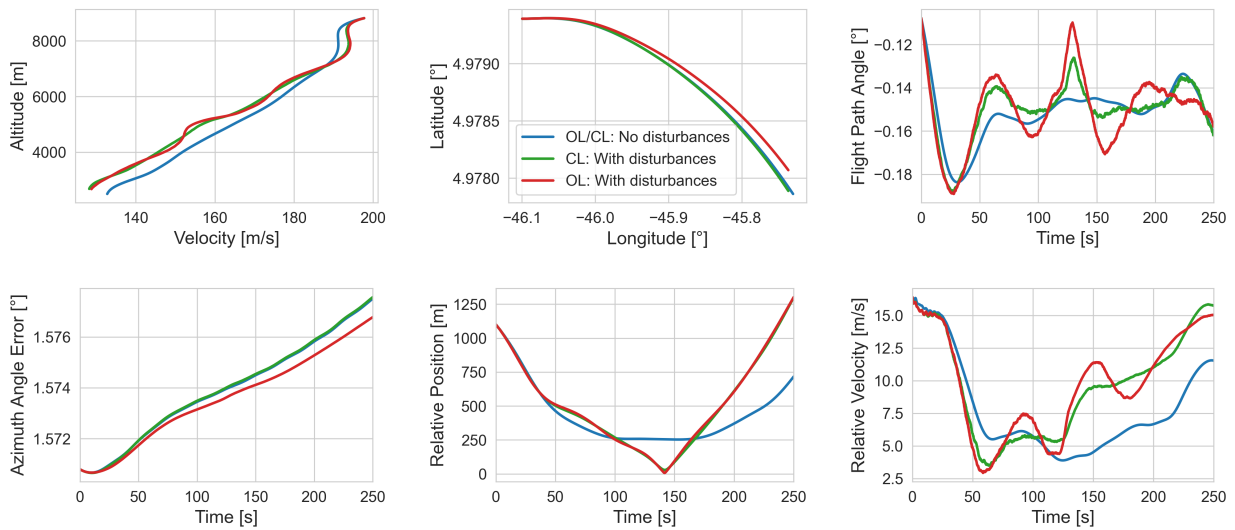 Altitude [m]
8000
6000
4000
140 160 180 200
Velocity [m/s]
Latitude [°]
4.9790
4.9785
4.9780
OL/CL: No disturbances
CL: With disturbances
OL: With disturbances
−46.1 −46.0 −45.9 −45.8
Longitude [°]
Flight Path Angle [°]
−0.12
−0.14
−0.16
−0.18
0 50 100 150 200 250
Time [s]
Azimuth Angle Error [°]
1.576
1.574
1.572
0 50 100 150 200 250
Time [s]
Relative Position [m]
1250
1000
750
500
250
0
0 50 100 150 200 250
Time [s]
Relative Velocity [m/s]
15.0
12.5
10.0
7.5
5.0
2.5
0 50 100 150 200 250
Time [s]